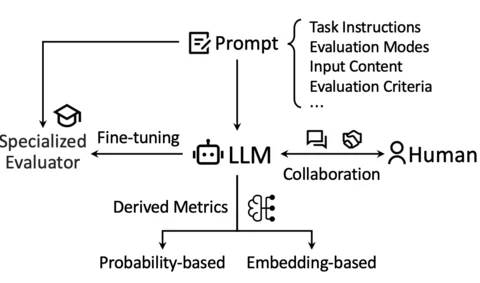 Prompt
Task Instructions
Evaluation Modes
Input Content
Evaluation Criteria
...
Specialized
Evaluator
Fine-tuning
LLM
Collaboration
Human
Derived Metrics
Probability-based
Embedding-based